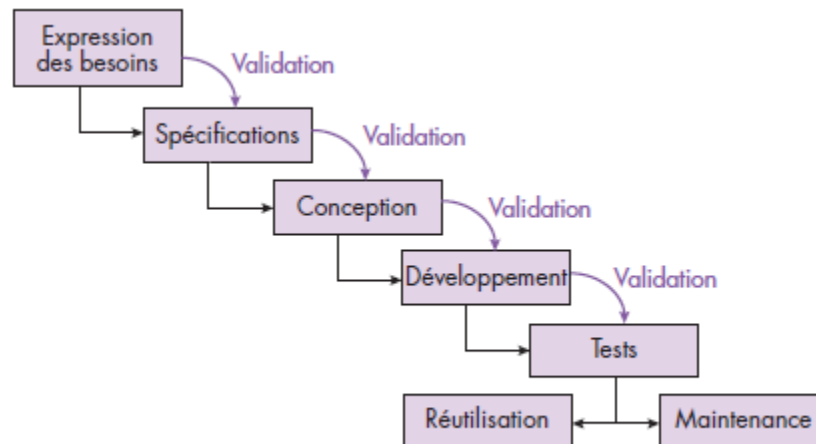 Expression
des besoins
Validation
Spécifications
Validation
Conception
Validation
Développement
Validation
Tests
Réutilisation
Maintenance